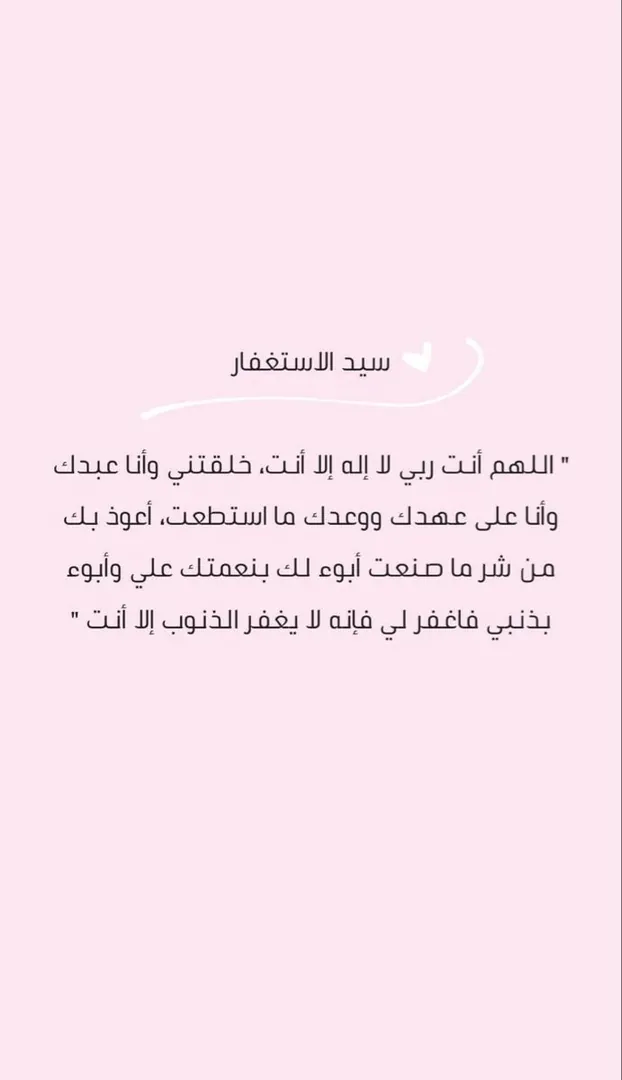 سيد الاستغفار
" اللهم أنت ربي لا إله إلا أنت، خلقتني وأنا عبدك
وأنا على عهدك ووعدك ما استطعت، أعوذ بك
من شر ما صنعت أبوء لك بنعمتك علي وأبوء
بذنبي فاغفر لي فإنه لا يغفر الذنوب إلا أنت "